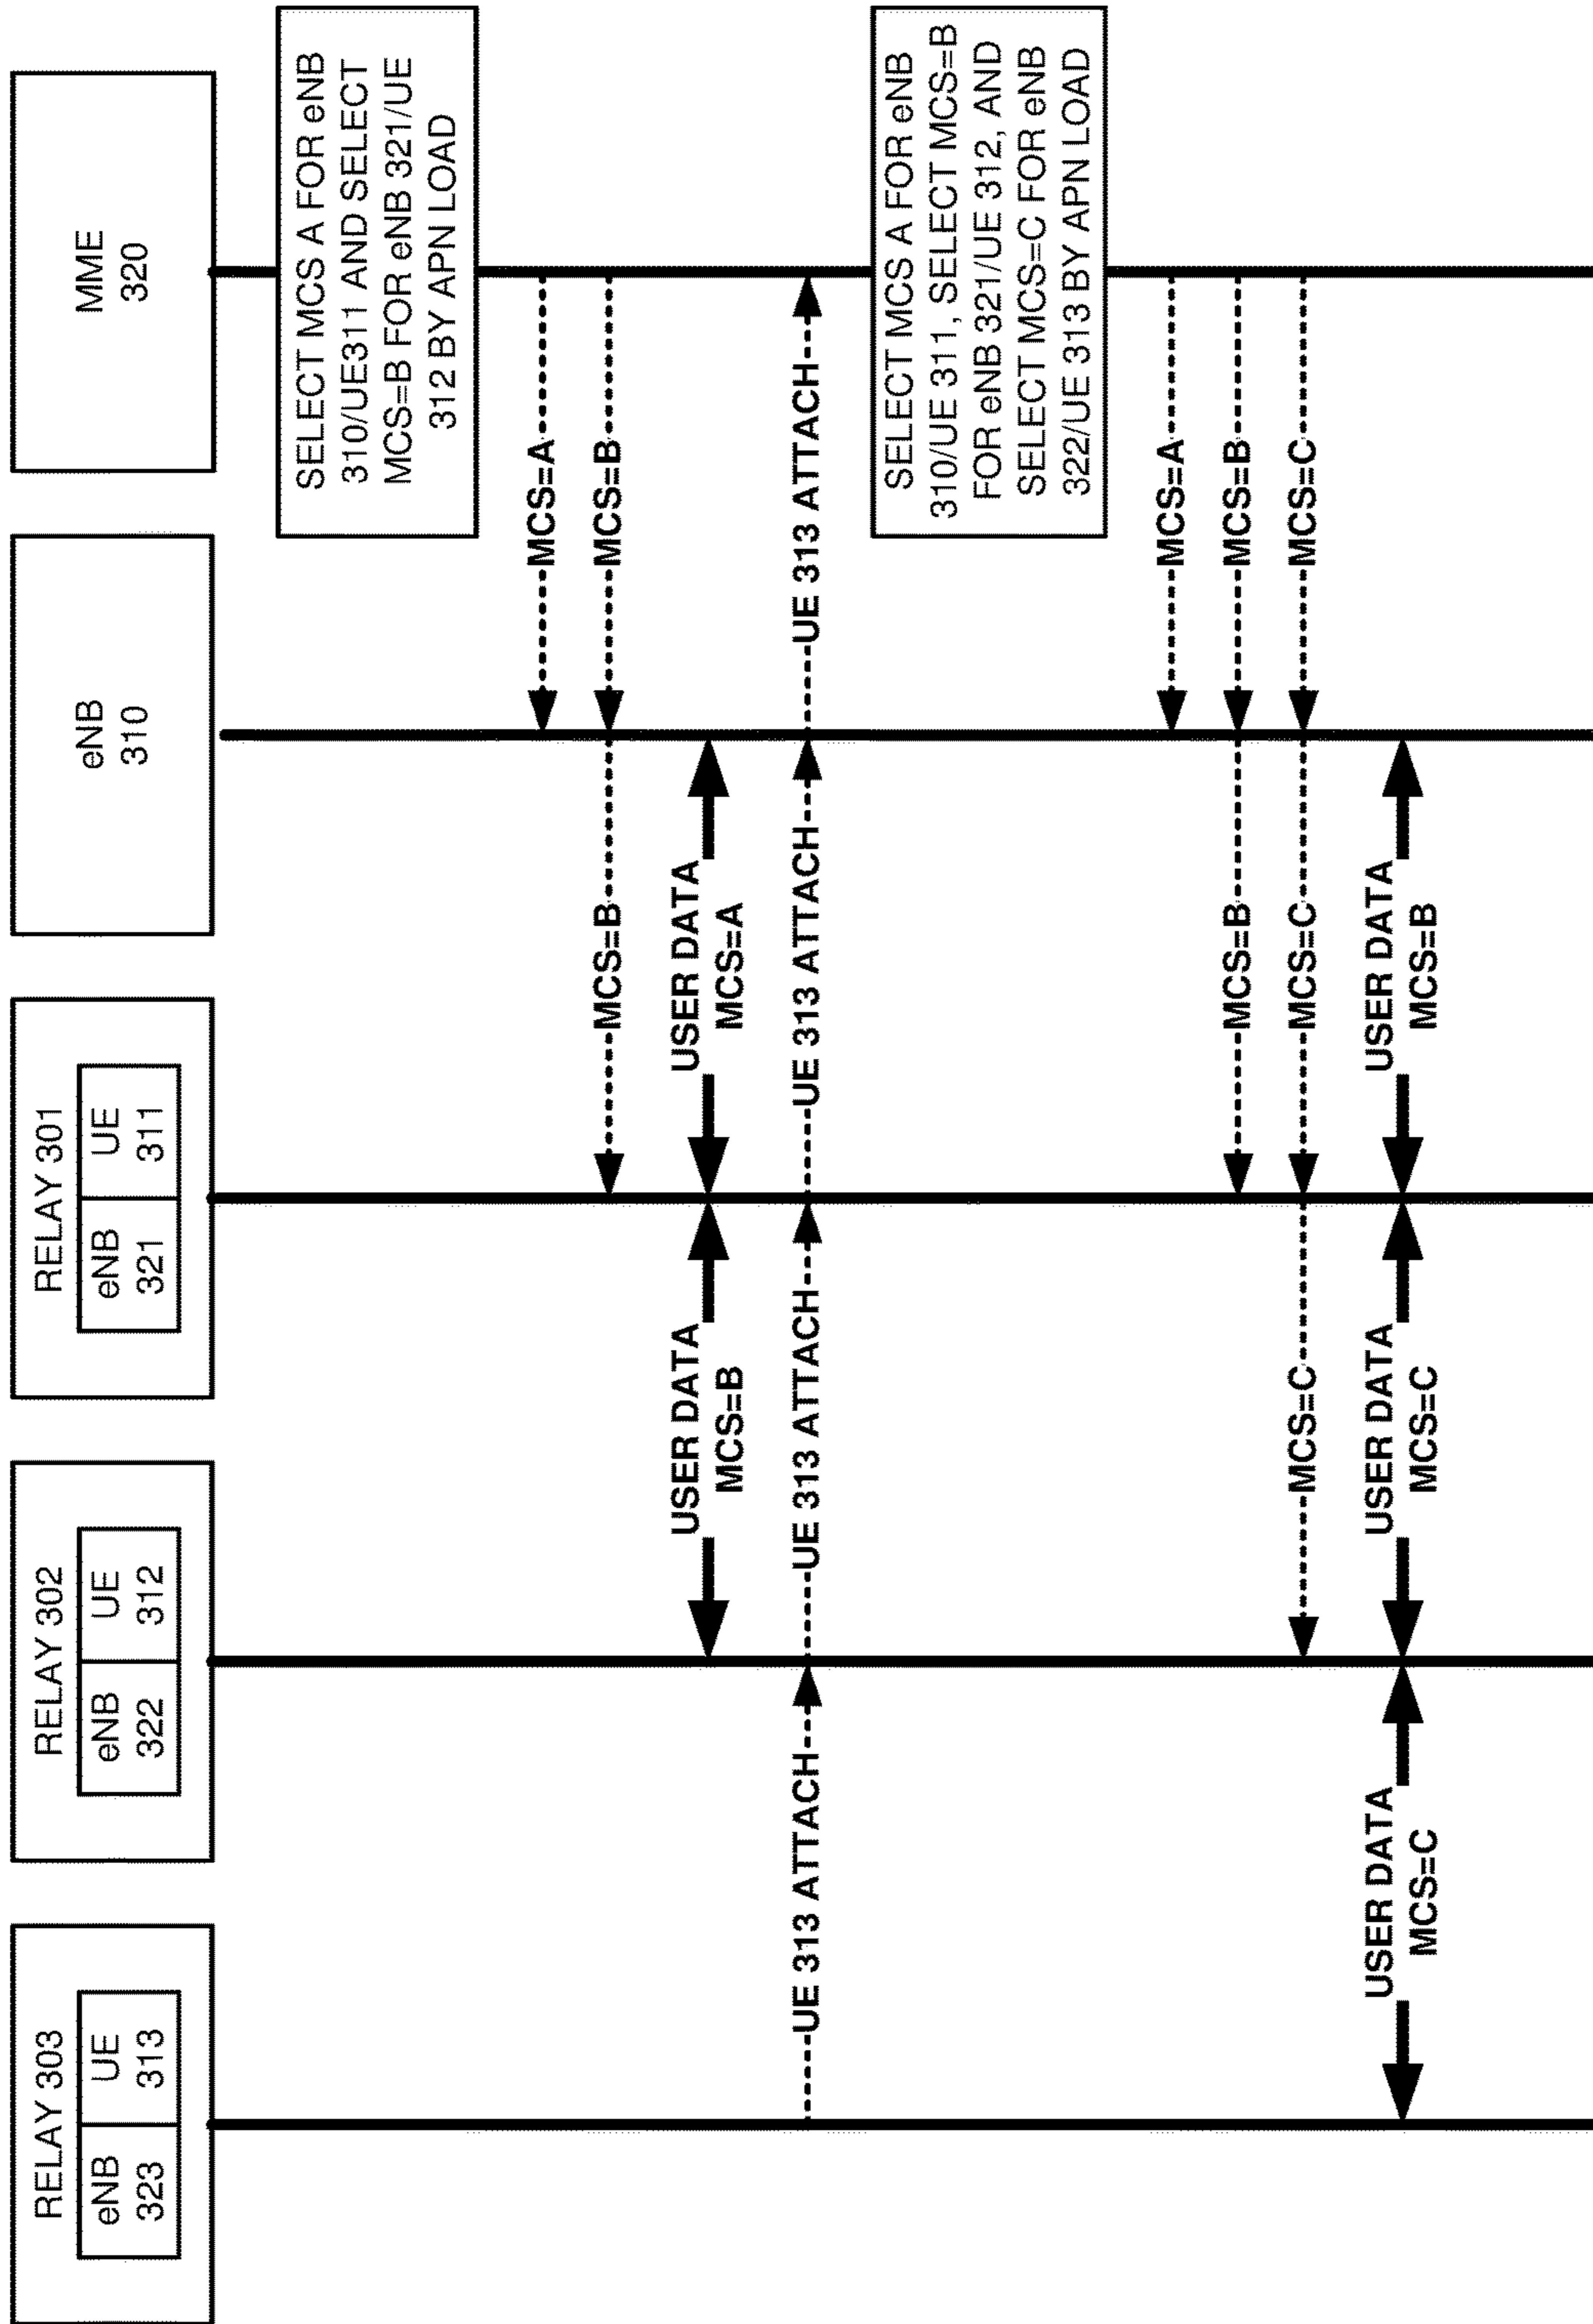 RELAY 303
eNB
323
UE
313
RELAY 302
eNB
322
UE
312
RELAY 301
eNB
321
UE
311
eNB
310
MME
320
SELECT MCS A FOR eNB
310/UE311 AND SELECT
MCS=B FOR eNB 321/UE
312 BY APN LOAD
MCS=A
MCS=B
MCS=B
USER DATA
MCS=B
USER DATA
MCS=A
UE 313 ATTACH
UE 313 ATTACH
UE 313 ATTACH
UE 313 ATTACH
SELECT MCS A FOR eNB
310/UE 311, SELECT MCS=B
FOR eNB 321/UE 312, AND
SELECT MCS=C FOR eNB
322/UE 313 BY APN LOAD
MCS=A
MCS=B
MCS=B
MCS=C
MCS=C
MCS=C
USER DATA
MCS=C
USER DATA
MCS=C
USER DATA
MCS=B